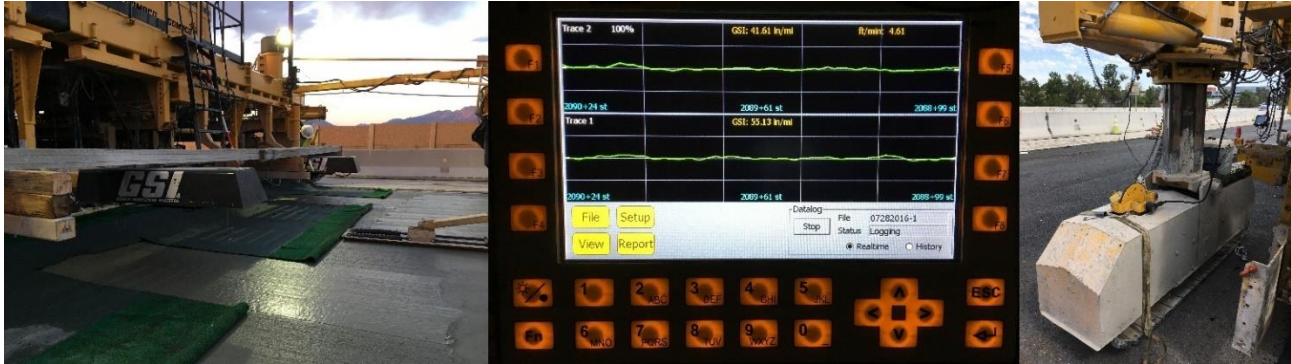 GSI
Trace 2 100% GSI: 41.61 in/mi ft/min: 4.61
2090+24 st 2089+61 st 2088+99 st
Trace 1 GSI: 55.13 in/mi
2090+24 st 2089+61 st 2088+99 st
File Setup
View Report
Datalog
Stop
File 07282016-1
Status Logging
Realtime History
F1
F2
F3
F4
F5
F7
1 2 ABC 3 DEF 4 GHI 5 JKL
ESC
Fn 6 MNO 7 PQRS 8 TUV 9 WXYZ 0 _